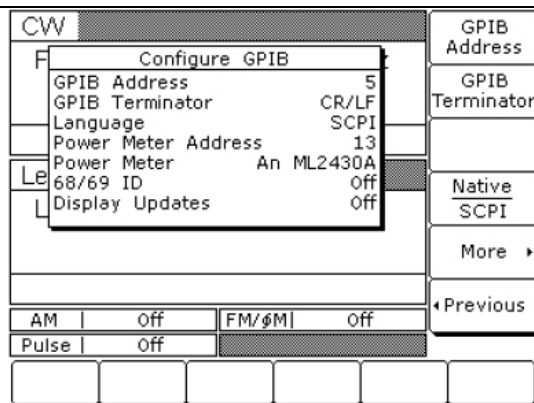 CW
F
Configure GPIB
GPIB Address 5
GPIB Terminator CR/LF
Language SCPI
Power Meter Address 13
Power Meter An ML2430A
68/69 ID Off
Display Updates Off
Le
L
AM | Off
FM/ϕM| Off
Pulse | Off
GPIB
Address
GPIB
Terminator
Native
SCPI
More ▸
◂Previous